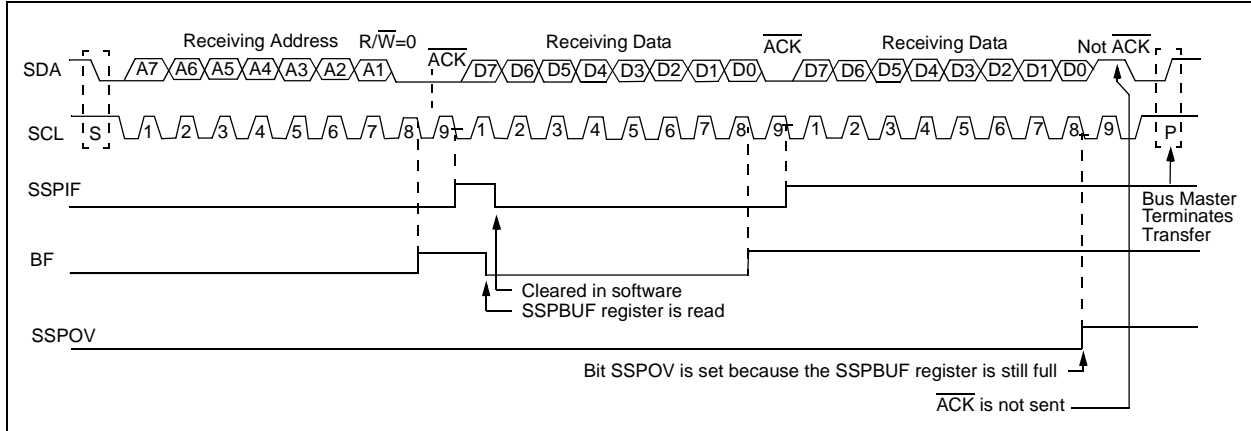 Receiving Address R/W=0 ACK Receiving Data ACK Receiving Data Not ACK
SDA A7 A6 A5 A4 A3 A2 A1 D7 D6 D5 D4 D3 D2 D1 D0 D7 D6 D5 D4 D3 D2 D1 D0
SCL S 1 2 3 4 5 6 7 8 9 1 2 3 4 5 6 7 8 9 1 2 3 4 5 6 7 8 9 P
SSPIF
Bus Master
Terminates
Transfer
BF
Cleared in software
SSPBUF register is read
SSPOV
Bit SSPOV is set because the SSPBUF register is still full
ACK is not sent